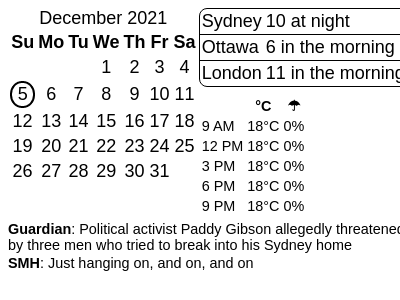 December 2021
Su Mo Tu We Th Fr Sa
1 2 3 4
5 6 7 8 9 10 11
12 13 14 15 16 17 18
19 20 21 22 23 24 25
26 27 28 29 30 31
Sydney 10 at night
Ottawa 6 in the morning
London 11 in the morning
°C ☂
9 AM 18°C 0%
12 PM 18°C 0%
3 PM 18°C 0%
6 PM 18°C 0%
9 PM 18°C 0%
Guardian: Political activist Paddy Gibson allegedly threatened
by three men who tried to break into his Sydney home
SMH: Just hanging on, and on, and on